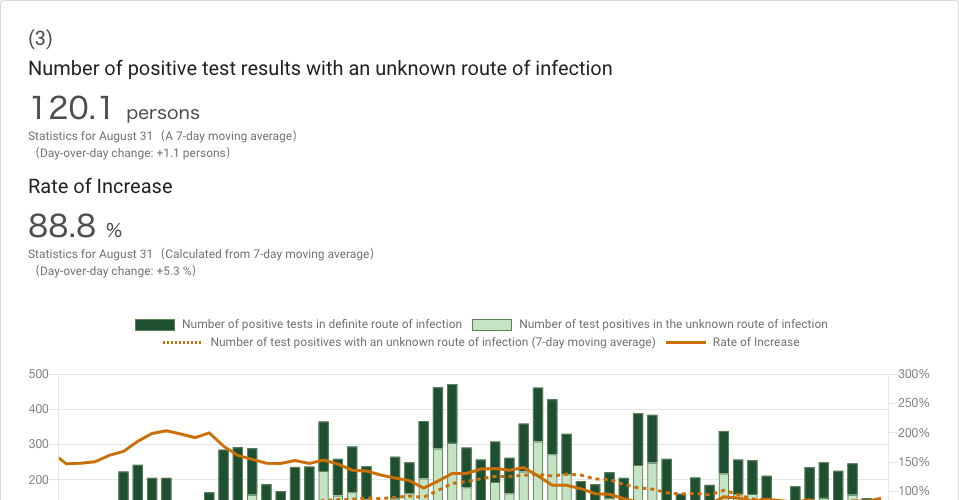 (3)
Number of positive test results with an unknown route of infection
120.1 persons
Statistics for August 31（A 7-day moving average）
（Day-over-day change: +1.1 persons）
Rate of Increase
88.8 %
Statistics for August 31（Calculated from 7-day moving average）
（Day-over-day change: +5.3 %）
Number of positive tests in definite route of infection Number of test positives in the unknown route of infection
Number of test positives with an unknown route of infection (7-day moving average) Rate of Increase
500 300%
250%
400
200%
300
150%
200
100%